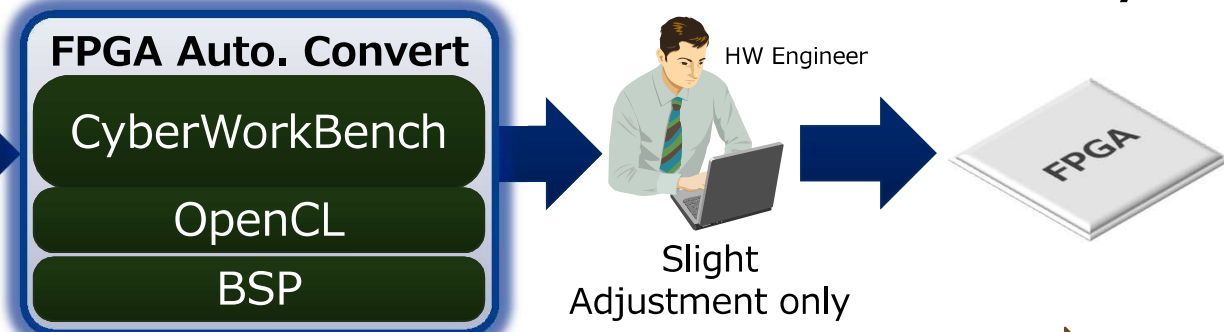 FPGA Auto. Convert
CyberWorkBench
OpenCL
BSP
HW Engineer
Slight
Adjustment only
FPGA